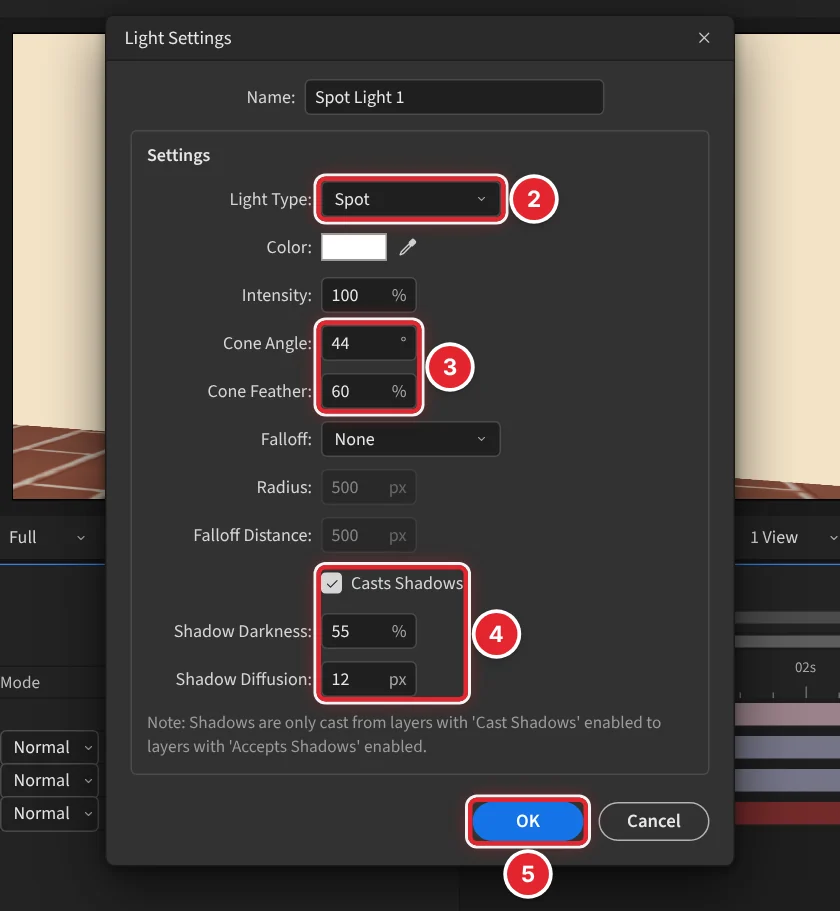 Light Settings
Name: Spot Light 1
Settings
Light Type: Spot 2
Color:
Intensity: 100 %
Cone Angle: 44 °
3
Cone Feather: 60 %
Falloff: None
Radius: 500 px
Full
1 View
Falloff Distance: 500 px
Casts Shadows
Shadow Darkness: 55 % 4
02s
Mode
Shadow Diffusion: 12 px
Note: Shadows are only cast from layers with 'Cast Shadows' enabled to
layers with 'Accepts Shadows' enabled.
Normal
Normal
Normal
OK Cancel
5